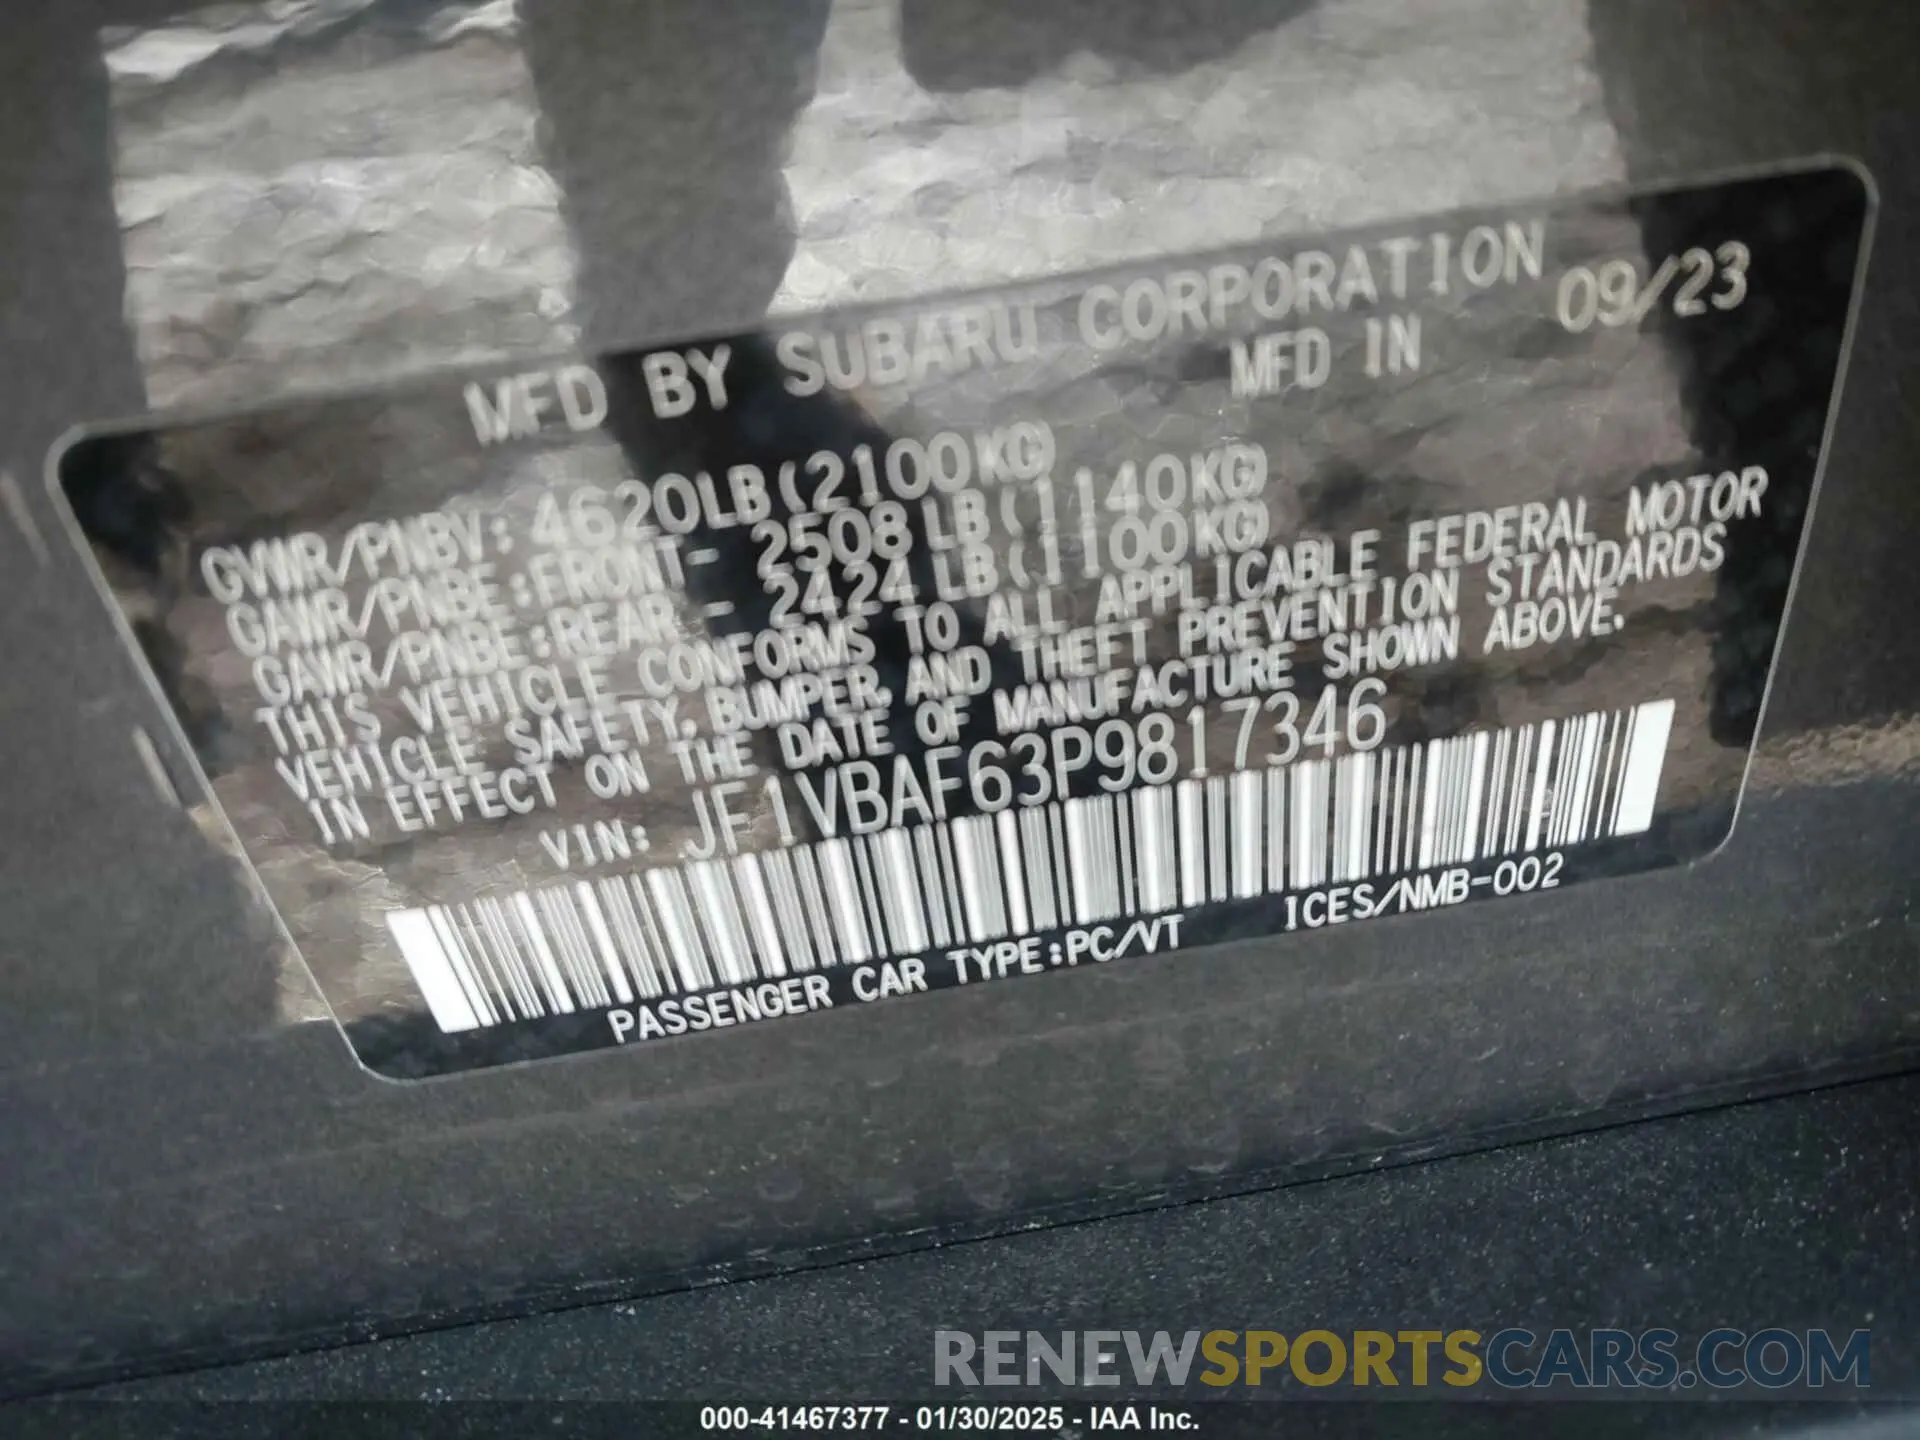 MFD BY SUBARU CORPORATION
MFD IN 09/23
GVWR/PNBV: 4620LB(2100KG)
GAWR/PNBE:FRONT- 2508 LB(1140KG)
GAWR/PNBE:REAR - 2424 LB(1100KG)
THIS VEHICLE CONFORMS TO ALL APPLICABLE FEDERAL MOTOR
VEHICLE SAFETY, BUMPER, AND THEFT PREVENTION STANDARDS
IN EFFECT ON THE DATE OF MANUFACTURE SHOWN ABOVE.
VIN: JF1VBAF63P9817346
PASSENGER CAR TYPE:PC/VT ICES/NMB-002
RENEWSPORTSCARS.COM
000-41467377 - 01/30/2025 - IAA Inc.